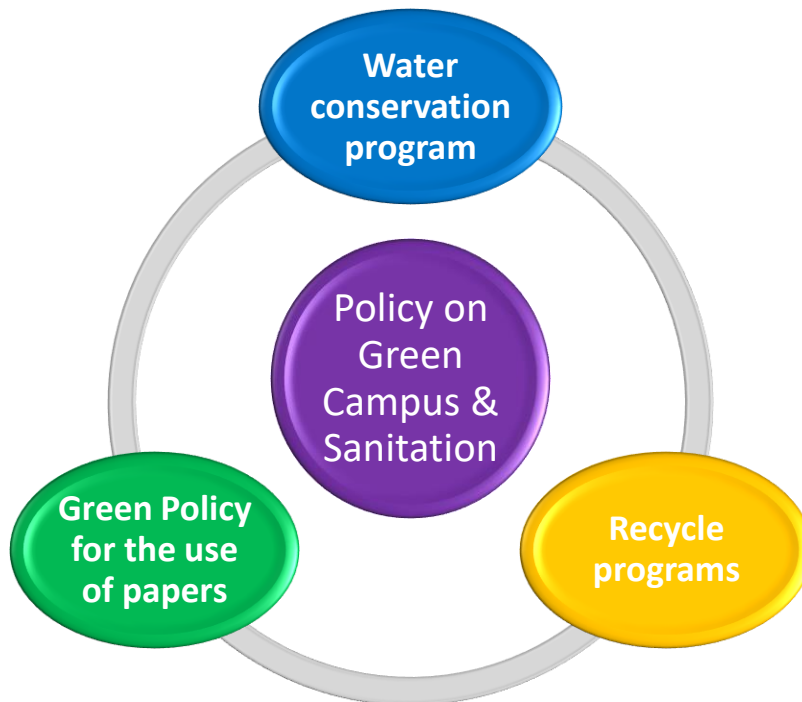 Water
conservation
program
Policy on
Green
Campus &
Sanitation
Green Policy
for the use
of papers
Recycle
programs